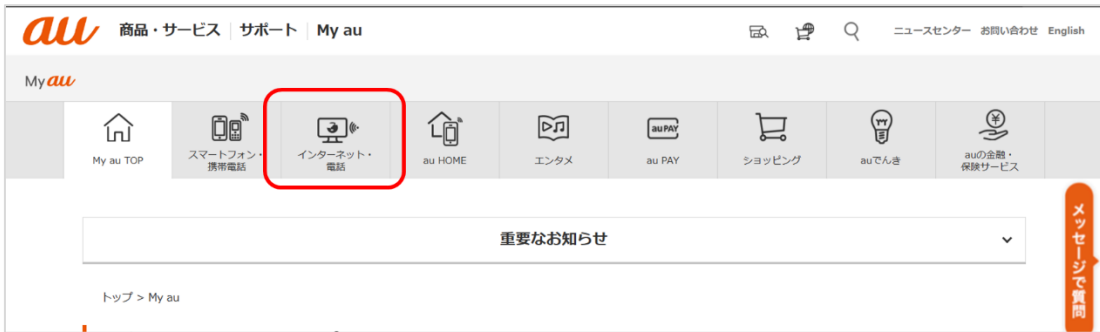 au 商品・サービス サポート My au
ニュースセンター お問い合わせ English
My au
My au TOP
スマートフォン・
携帯電話
インターネット・
電話
au HOME
エンタメ
au PAY
au PAY
ショッピング
auでんき
auの金融・
保険サービス
重要なお知らせ
メッセージで質問
トップ > My au